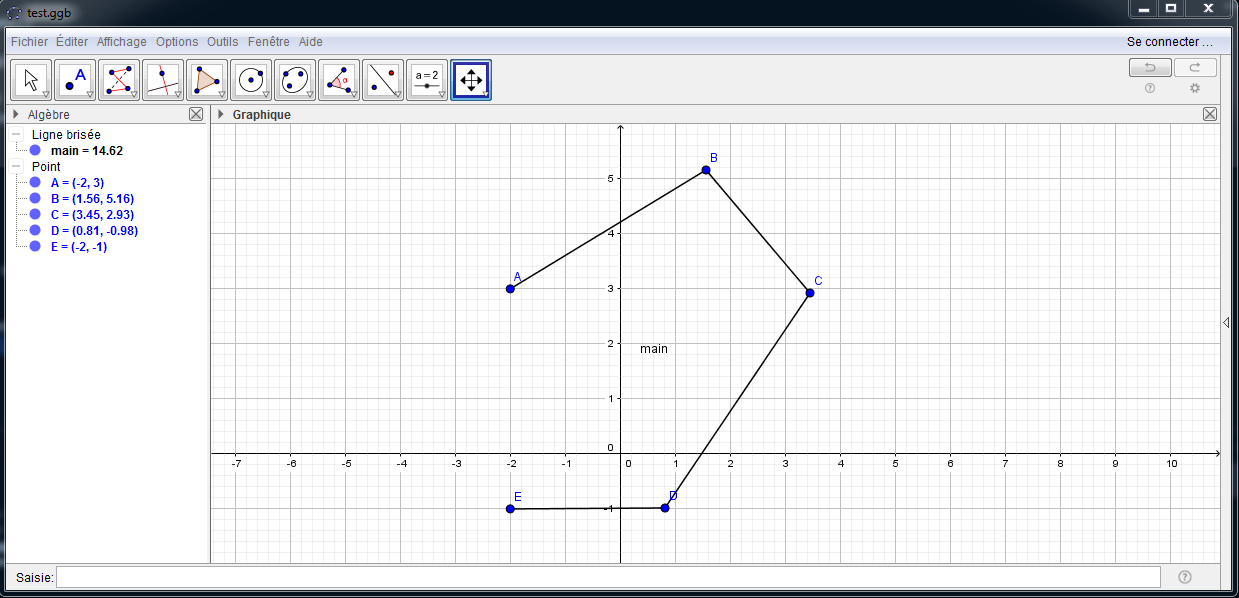 test.ggb
Fichier Éditer Affichage Options Outils Fenêtre Aide Se connecter ...
A α a = 2
Algèbre
Graphique
Ligne brisée
main = 14.62
Point
A = (-2, 3)
B = (1.56, 5.16)
C = (3.45, 2.93)
D = (0.81, -0.98)
E = (-2, -1)
B
5
4
A
3
C
2
main
1
0
-7 -6 -5 -4 -3 -2 -1 0 1 2 3 4 5 6 7 8 9 10
E D
-1
Saisie: